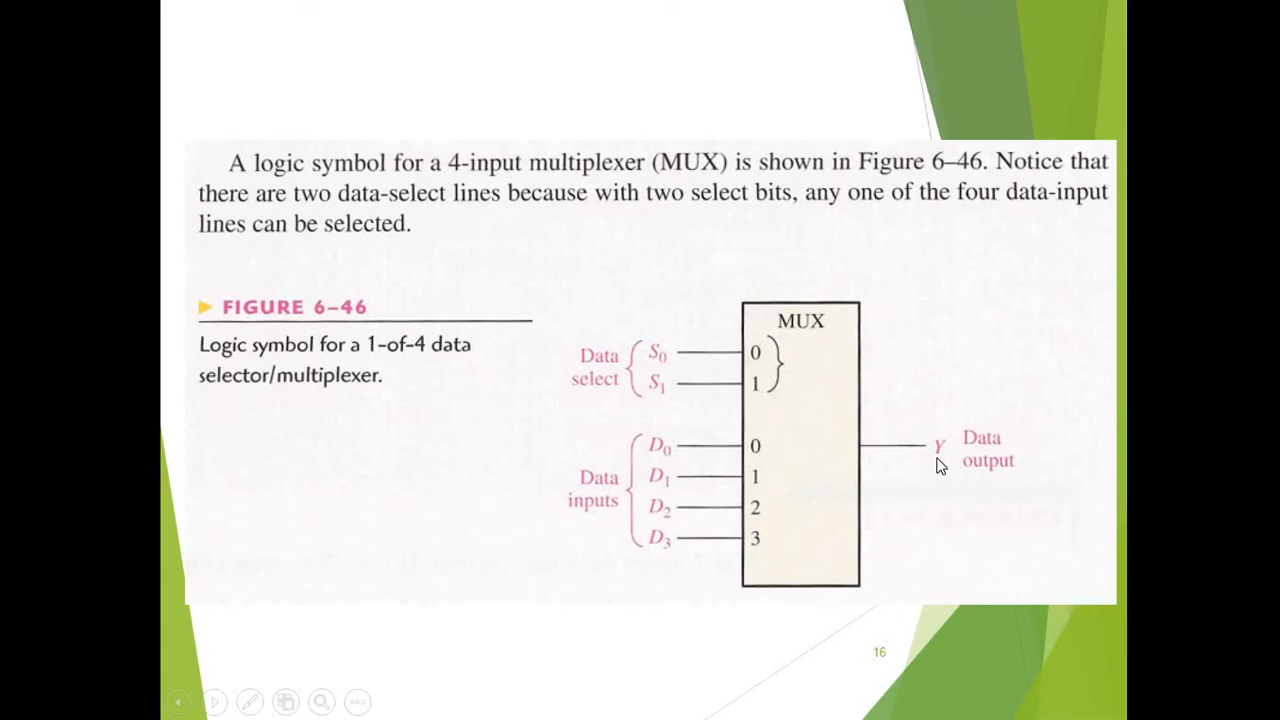 A logic symbol for a 4-input multiplexer (MUX) is shown in Figure 6–46. Notice that
there are two data-select lines because with two select bits, any one of the four data-input
lines can be selected.
FIGURE 6–46
Logic symbol for a 1-of-4 data
selector/multiplexer.
MUX
Data
select
S0
0
S1
1
Data
inputs
D0
0
D1
1
D2
2
D3
3
Y
Data
output
16